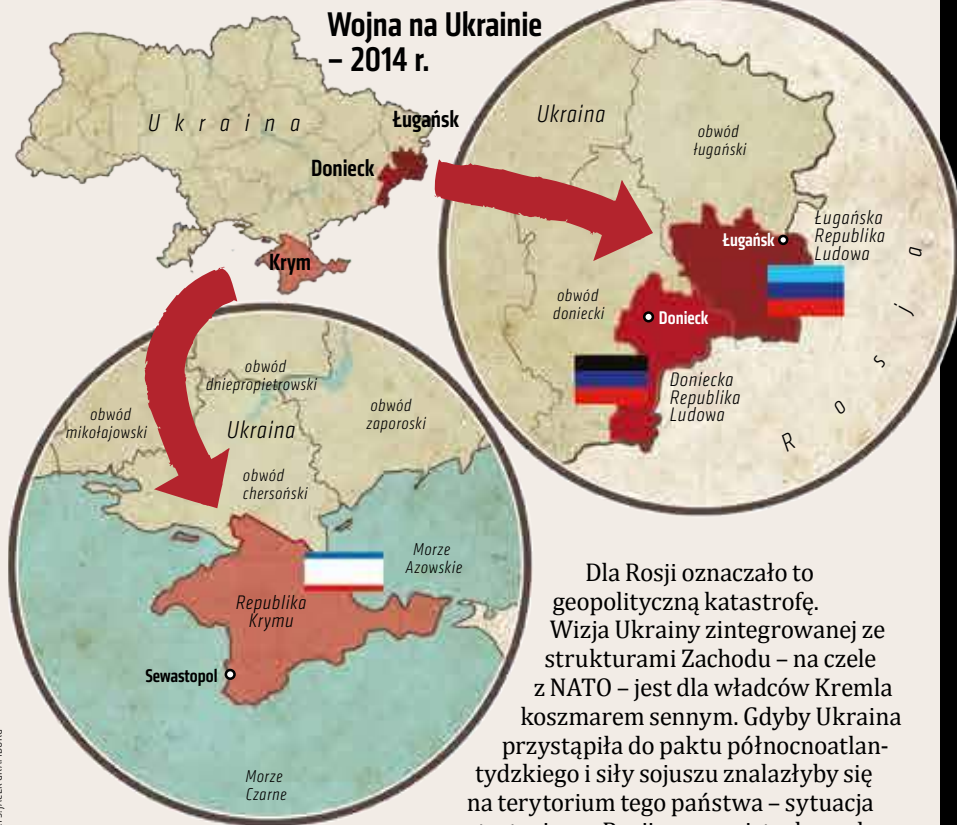 Wojna na Ukrainie
– 2014 r.
Ukraina
Ługańsk
Donieck
Krym
Ukraina
obwód
ługański
Ługańsk
Ługańska
Republika
Ludowa
obwód
doniecki
Donieck
Doniecka
Republika
Ludowa
Rosja
obwód
dniepropietrowski
obwód
mikołajowski
Ukraina
obwód
zaporoski
obwód
chersoński
Morze
Azowskie
Republika
Krymu
Sewastopol
Morze
Czarne
Dla Rosji oznaczało to
geopolityczną katastrofę.
Wizja Ukrainy zintegrowanej ze
strukturami Zachodu – na czele
z NATO – jest dla władców Kremla
koszmarem sennym. Gdyby Ukraina
przystąpiła do paktu północnoatlan-
tydzkiego i siły sojuszu znalazłyby się
na terytorium tego państwa – sytuacja